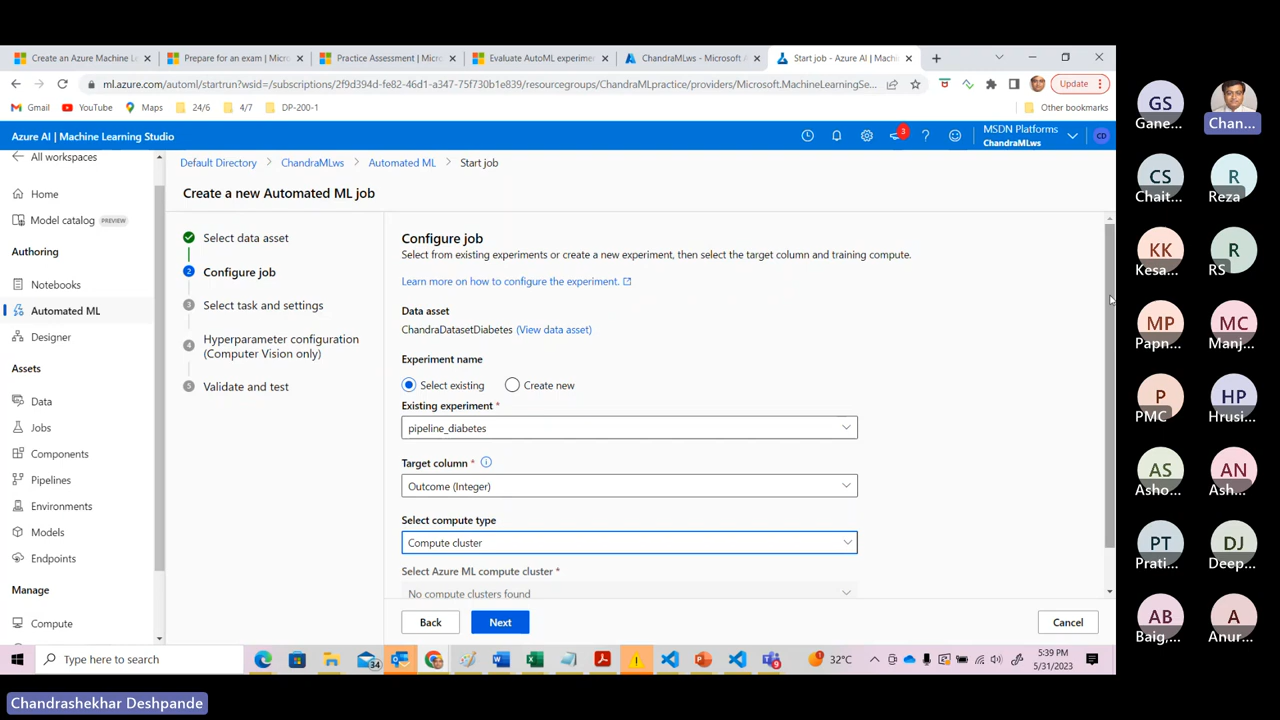 Create an Azure Machine L
Prepare for an exam | Micro
Practice Assessment | Micr
Evaluate AutoML experime
ChandraMLws - Microsoft A
Start job - Azure AI | Machin
ml.azure.com/automl/startrun?wsid=/subscriptions/2f9d394d-fe82-46d1-a347-75f730b1e839/resourcegroups/ChandraMLpractice/providers/Microsoft.MachineLearningSe...
Update
Gmail
YouTube
Maps
24/6
4/7
DP-200-1
Other bookmarks
Azure AI | Machine Learning Studio
3
MSDN Platforms
ChandraMLws
CD
All workspaces
Default Directory > ChandraMLws > Automated ML > Start job
Create a new Automated ML job
Home
Model catalog PREVIEW
Authoring
Notebooks
Automated ML
Designer
Assets
Data
Jobs
Components
Pipelines
Environments
Models
Endpoints
Manage
Compute
Select data asset
2 Configure job
3 Select task and settings
4 Hyperparameter configuration
(Computer Vision only)
5 Validate and test
Configure job
Select from existing experiments or create a new experiment, then select the target column and training compute.
Learn more on how to configure the experiment.
Data asset
ChandraDatasetDiabetes (View data asset)
Experiment name
Select existing
Create new
Existing experiment *
pipeline_diabetes
Target column *
Outcome (Integer)
Select compute type
Compute cluster
Select Azure ML compute cluster *
No compute clusters found
Back
Next
Cancel
Type here to search
34
9
32°C
5:39 PM
5/31/2023
GS
Gane...
Chan...
CS
Chait...
R
Reza
KK
Kesa...
R
RS
MP
Papn...
MC
Manj...
P
PMC
HP
Hrusi...
AS
Asho...
AN
Ash...
PT
Prati...
DJ
Deep...
AB
Baig,...
A
Anur...
Chandrashekhar Deshpande